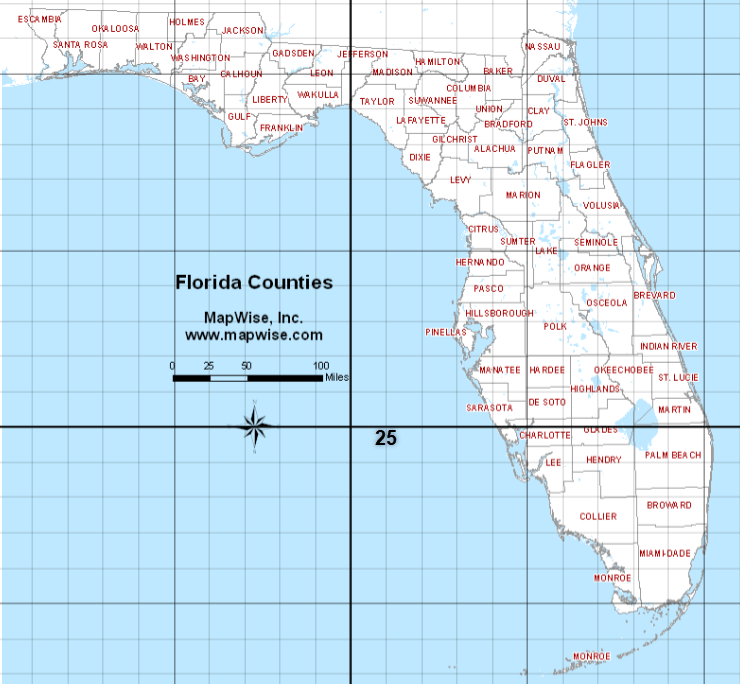 ESCAMBIA
OKALOOSA
HOLMES
JACKSON
SANTA ROSA
WALTON
WASHINGTON
BAY
CALHOUN
GADSDEN
JEFFERSON
LEON
MADISON
HAMILTON
NASSAU
BAKER
DUVAL
COLUMBIA
LIBERTY
WAKULLA
TAYLOR
SUWANNEE
UNION
CLAY
GULF
FRANKLIN
LAFAYETTE
BRADFORD
ST. JOHNS
GILCHRIST
ALACHUA
PUTNAM
DIXIE
FLAGLER
LEVY
MARION
VOLUSIA
CITRUS
SUMTER
LAKE
SEMINOLE
HERNANDO
ORANGE
PASCO
OSCEOLA
BREVARD
HILLSBOROUGH
PINELLAS
POLK
INDIAN RIVER
MANATEE
HARDEE
OKEECHOBEE
HIGHLANDS
ST. LUCIE
SARASOTA
DE SOTO
MARTIN
CHARLOTTE
GLADES
LEE
HENDRY
PALM BEACH
COLLIER
BROWARD
MIAMI-DADE
MONROE
MONROE
Florida Counties
MapWise, Inc.
www.mapwise.com
0 25 50 100
Miles
25